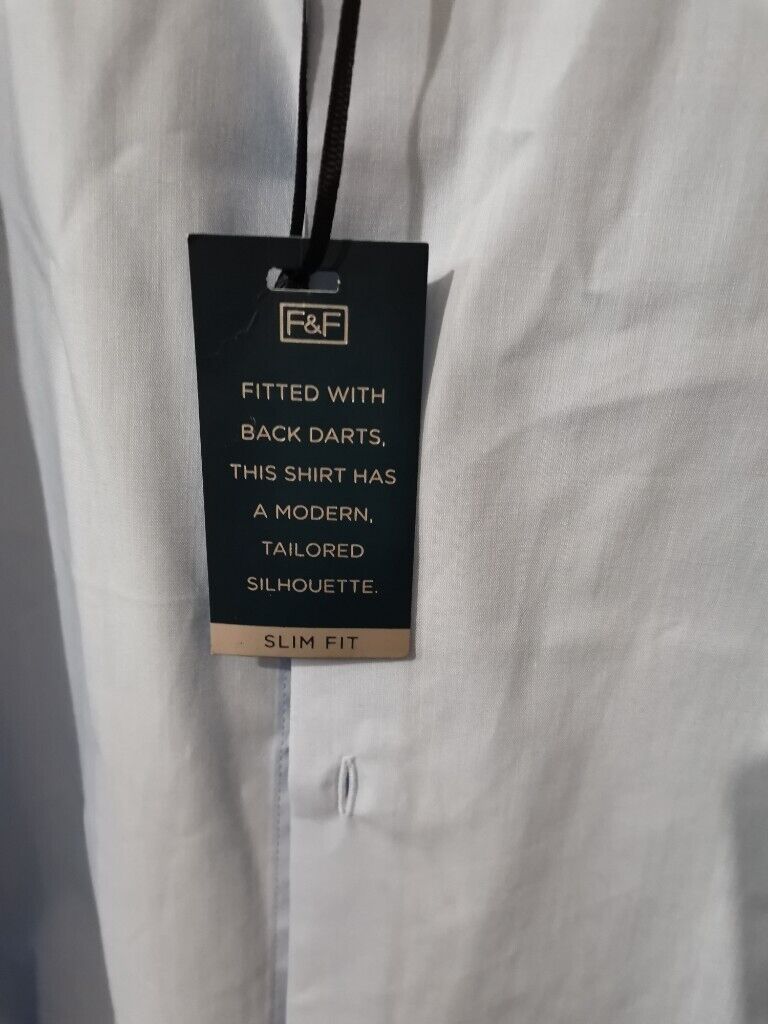 F&F
FITTED WITH
BACK DARTS,
THIS SHIRT HAS
A MODERN,
TAILORED
SILHOUETTE.
SLIM FIT